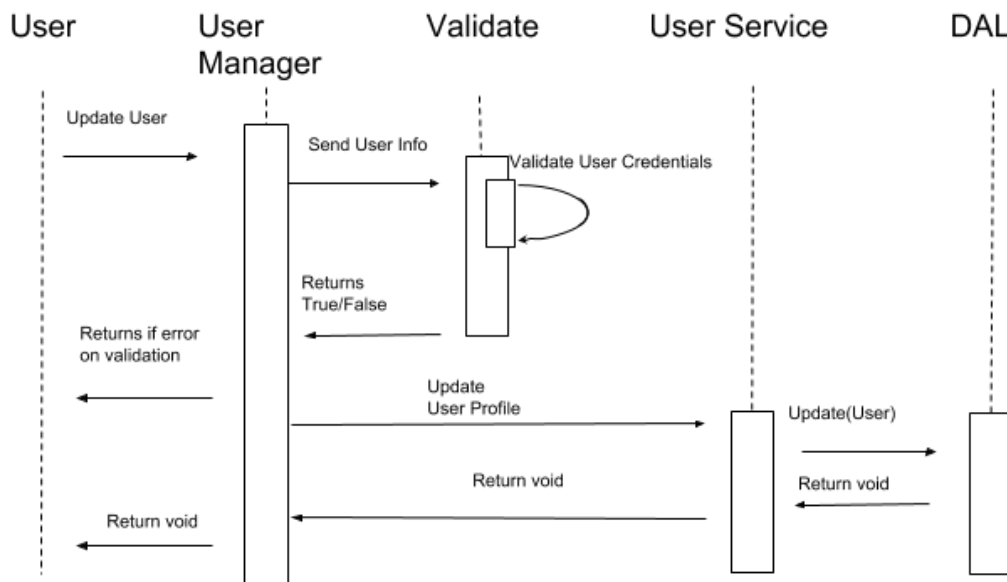 User
User
Manager
Validate
User Service
DAL
Update User
Send User Info
Validate User Credentials
Returns
True/False
Returns if error
on validation
Update
User Profile
Update(User)
Return void
Return void
Return void